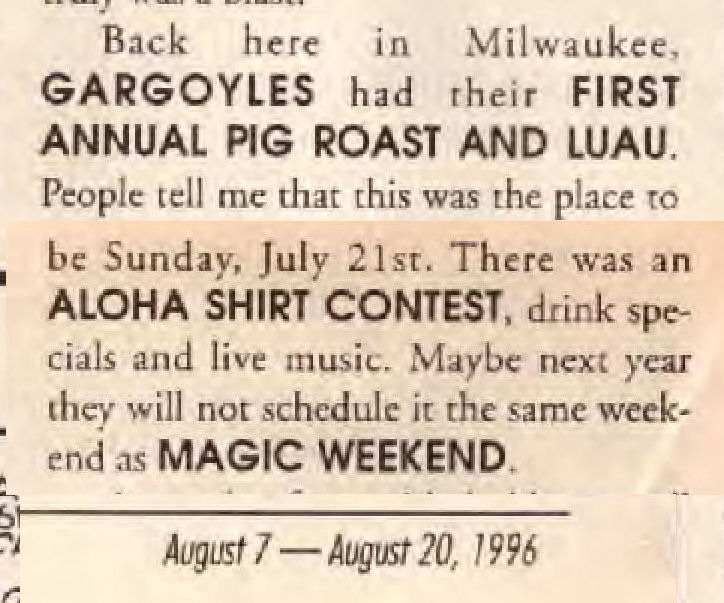 Back here in Milwaukee,
GARGOYLES had their FIRST
ANNUAL PIG ROAST AND LUAU.
People tell me that this was the place to
be Sunday, July 21st. There was an
ALOHA SHIRT CONTEST, drink spe-
cials and live music. Maybe next year
they will not schedule it the same week-
end as MAGIC WEEKEND.
August 7 — August 20, 1996